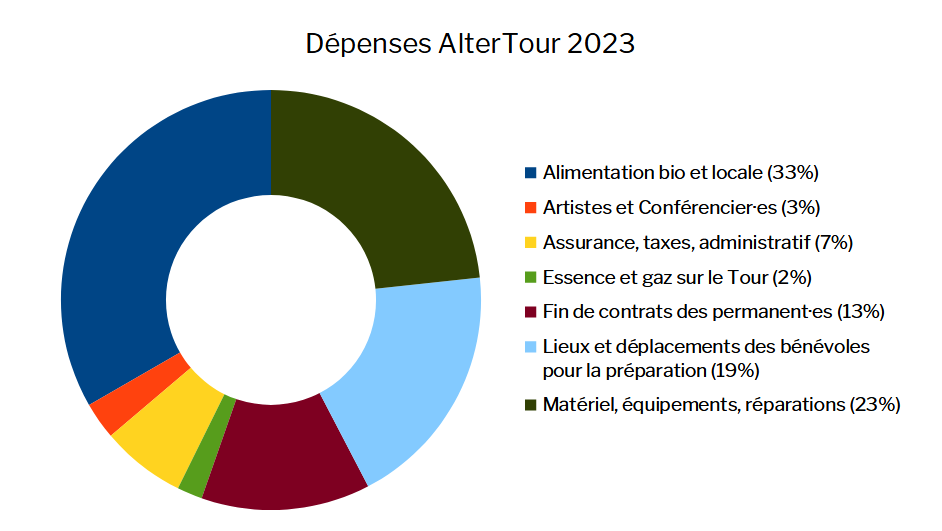 Dépenses AlterTour 2023
Alimentation bio et locale (33%)
Artistes et Conférencier·es (3%)
Assurance, taxes, administratif (7%)
Essence et gaz sur le Tour (2%)
Fin de contrats des permanent·es (13%)
Lieux et déplacements des bénévoles
pour la préparation (19%)
Matériel, équipements, réparations (23%)